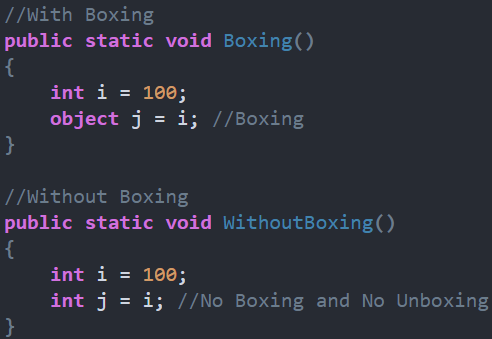 //With Boxing
public static void Boxing()
{
    int i = 100;
    object j = i; //Boxing
}

//Without Boxing
public static void WithoutBoxing()
{
    int i = 100;
    int j = i; //No Boxing and No Unboxing
}